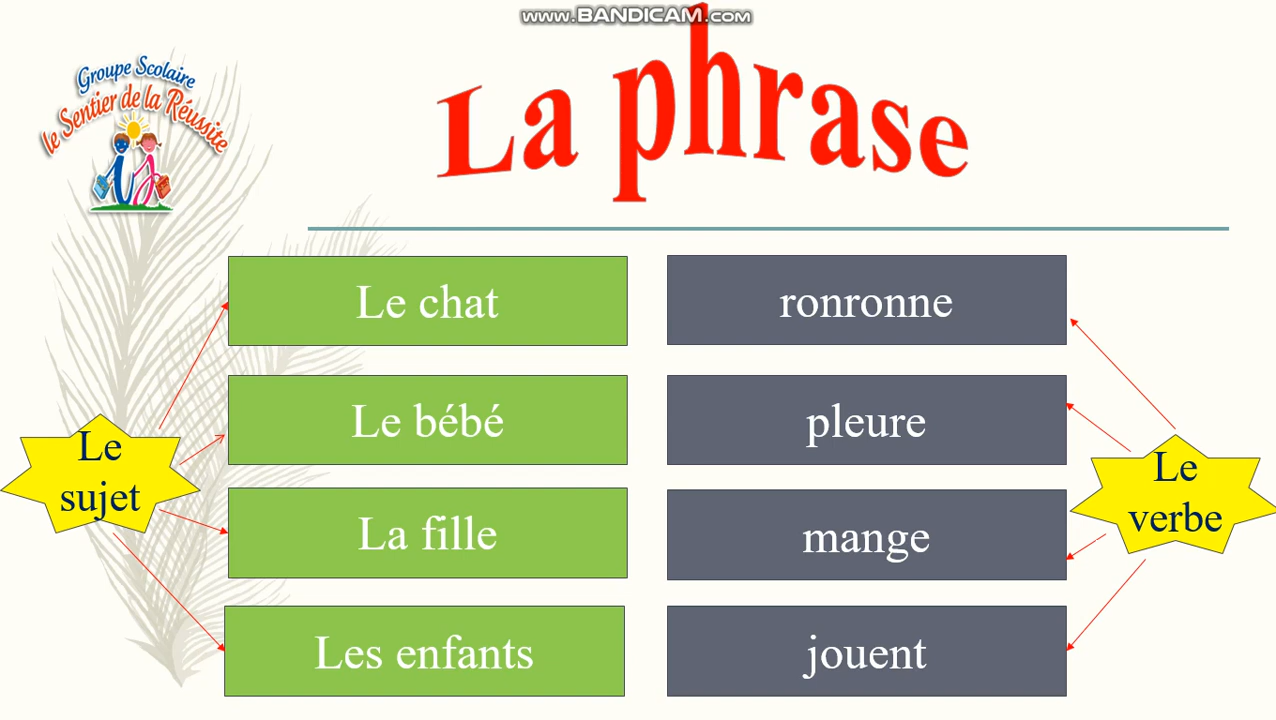 www.BANDICAM.com
La phrase
Groupe Scolaire
le Sentier de la Réussite
Le chat
ronronne
Le bébé
pleure
Le
sujet
La fille
mange
Le
verbe
Les enfants
jouent